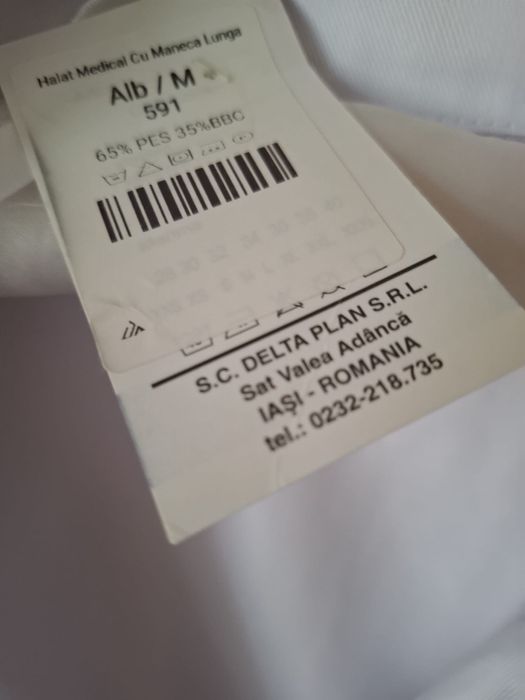 Halat Medical Cu Maneca Lunga
Alb / M
591
65% PES 35%BBC
S.C. DELTA PLAN S.R.L.
Sat Valea Adâncă
IAŞI - ROMANIA
tel.: 0232-218.735